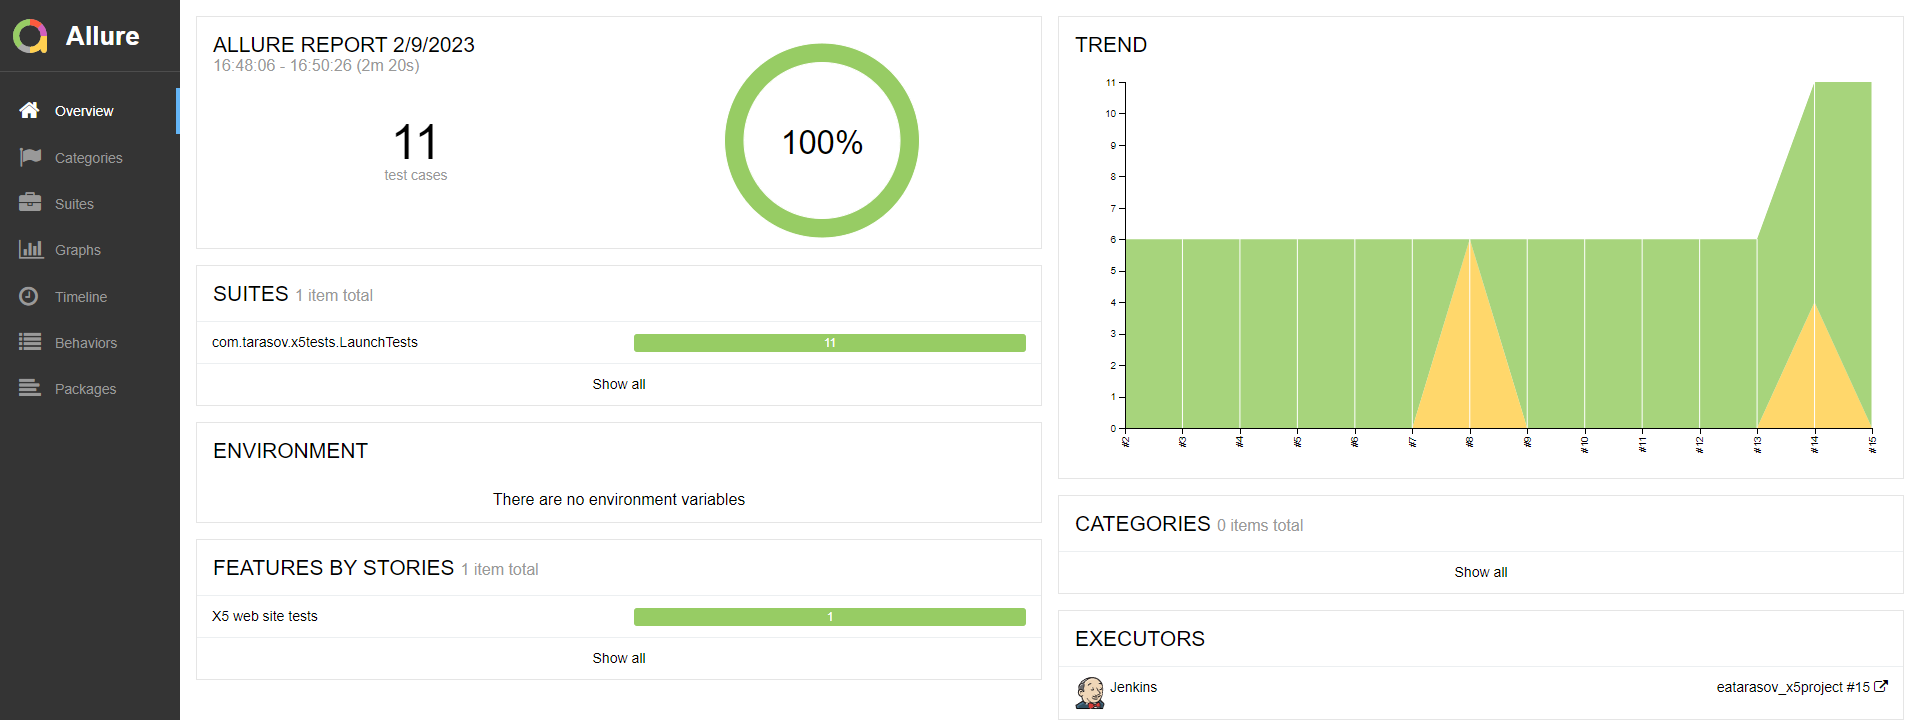 Allure
Overview
Categories
Suites
Graphs
Timeline
Behaviors
Packages
ALLURE REPORT 2/9/2023
16:48:06 - 16:50:26 (2m 20s)
11
test cases
100%
SUITES 1 item total
com.tarasov.x5tests.LaunchTests 11
Show all
ENVIRONMENT
There are no environment variables
FEATURES BY STORIES 1 item total
X5 web site tests 1
Show all
TREND
11
10
9
8
7
6
5
4
3
2
1
0
#2 #3 #4 #5 #6 #7 #8 #9 #10 #11 #12 #13 #14 #15
CATEGORIES 0 items total
Show all
EXECUTORS
Jenkins eatarasov_x5project #15